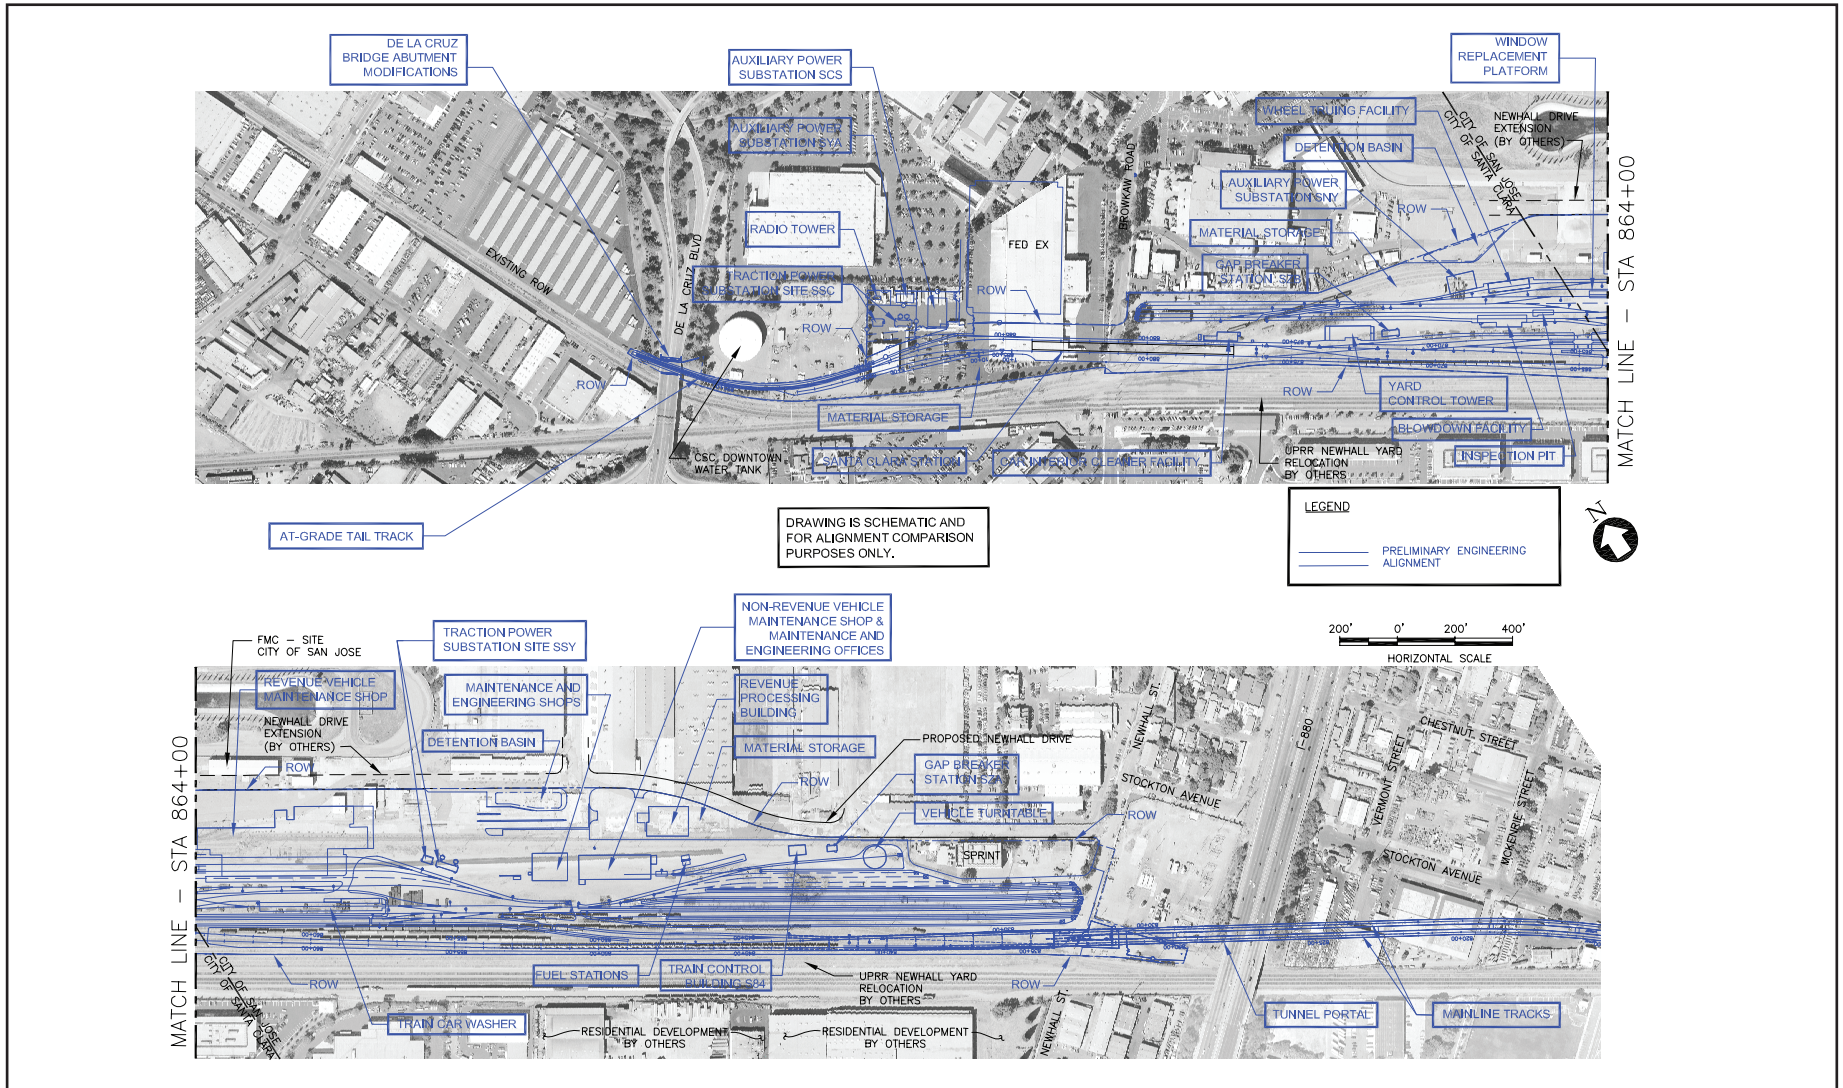 DE LA CRUZ
BRIDGE ABUTMENT
MODIFICATIONS
AUXILIARY POWER
SUBSTATION SCS
WINDOW
REPLACEMENT
PLATFORM
AUXILIARY POWER
SUBSTATION SYA
WHEEL TRUING FACILITY
DETENTION BASIN
CITY OF SAN JOSE
CITY OF SANTA CLARA
NEWHALL DRIVE
EXTENSION
(BY OTHERS)
AUXILIARY POWER
SUBSTATION SNY
ROW
MATERIAL STORAGE
GAP BREAKER
RADIO TOWER
FED EX
BROWKAW ROAD
EXISTING ROW
DE LA CRUZ BLVD
TRACTION POWER
SUBSTATION SITE SSC
ROW
ROW
ROW
ROW
YARD
CONTROL TOWER
MATERIAL STORAGE
BLOWDOWN FACILITY
CSC DOWNTOWN
WATER TANK
SANTA CLARA STATION
CAR INTERIOR CLEANER FACILITY
UPRR NEWHALL YARD
RELOCATION
BY OTHERS
INSPECTION PIT
MATCH LINE – STA 864+00
AT-GRADE TAIL TRACK
DRAWING IS SCHEMATIC AND
FOR ALIGNMENT COMPARISON
PURPOSES ONLY.
LEGEND
PRELIMINARY ENGINEERING
ALIGNMENT
N
200' 0' 200' 400'
HORIZONTAL SCALE
FMC – SITE
CITY OF SAN JOSE
TRACTION POWER
SUBSTATION SITE SSY
NON-REVENUE VEHICLE
MAINTENANCE SHOP &
MAINTENANCE AND
ENGINEERING OFFICES
REVENUE VEHICLE
MAINTENANCE SHOP
MAINTENANCE AND
ENGINEERING SHOPS
REVENUE
PROCESSING
BUILDING
NEWHALL DRIVE
EXTENSION
(BY OTHERS)
DETENTION BASIN
MATERIAL STORAGE
PROPOSED NEWHALL DRIVE
NEWHALL ST.
I-880
CHESTNUT STREET
VERMONT STREET
MCKENDRIE STREET
STOCKTON AVENUE
STOCKTON AVENUE
ROW
ROW
GAP BREAKER
VEHICLE TURNTABLE
ROW
SPRINT
MATCH LINE – STA 864+00
FUEL STATIONS
TRAIN CONTROL
BUILDING S84
UPRR NEWHALL YARD
RELOCATION
BY OTHERS
ROW
ROW
CITY OF SAN JOSE
CITY OF SANTA CLARA
TRAIN CAR WASHER
RESIDENTIAL DEVELOPMENT
BY OTHERS
RESIDENTIAL DEVELOPMENT
BY OTHERS
NEWHALL ST.
TUNNEL PORTAL
MAINLINE TRACKS